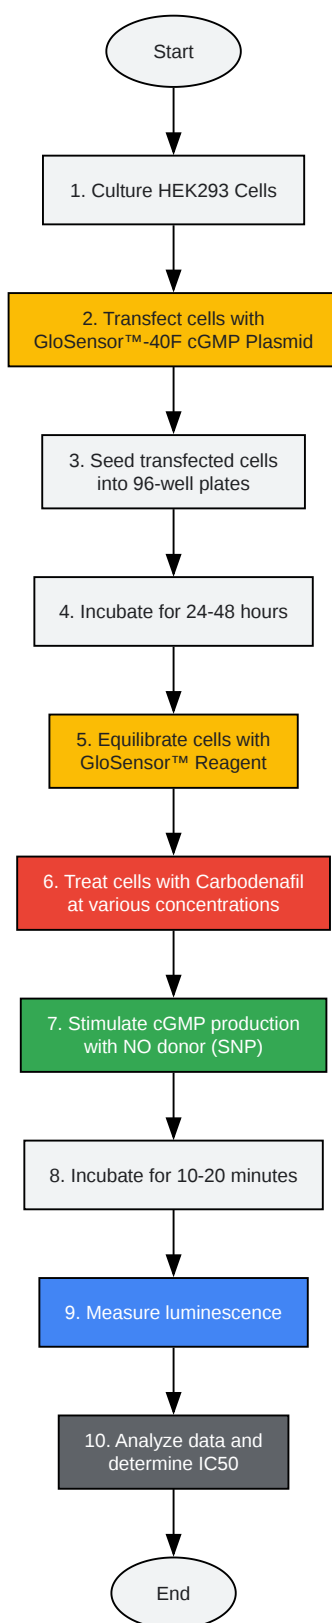 Start
1. Culture HEK293 Cells
2. Transfect cells with
GloSensor™-40F cGMP Plasmid
3. Seed transfected cells
into 96-well plates
4. Incubate for 24-48 hours
5. Equilibrate cells with
GloSensor™ Reagent
6. Treat cells with Carbodenafil
at various concentrations
7. Stimulate cGMP production
with NO donor (SNP)
8. Incubate for 10-20 minutes
9. Measure luminescence
10. Analyze data and
determine IC50
End